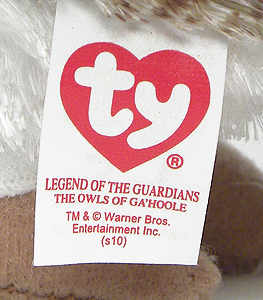 ty
®
LEGEND OF THE GUARDIANS
THE OWLS OF GA'HOOLE
TM & © Warner Bros.
Entertainment Inc.
(s10)